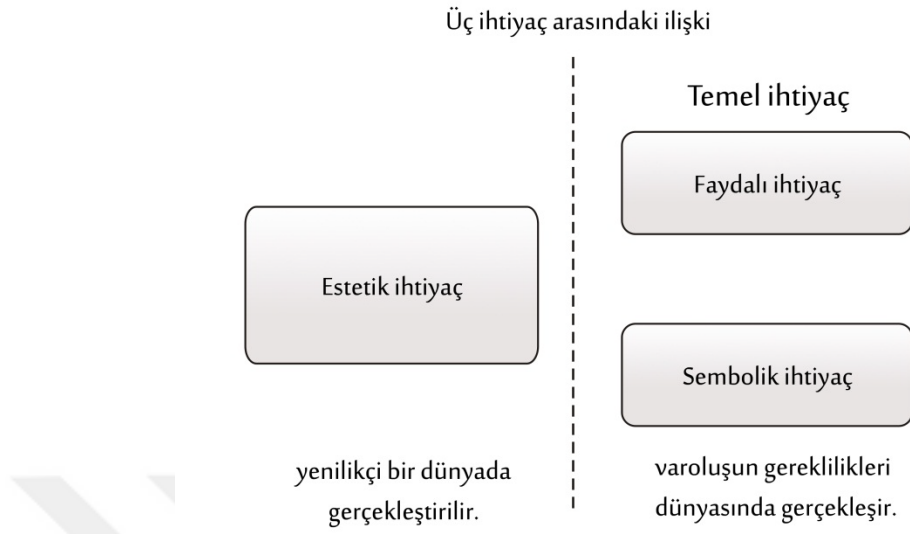 Üç ihtiyaç arasındaki ilişki
Temel ihtiyaç
Faydalı ihtiyaç
Estetik ihtiyaç
Sembolik ihtiyaç
yenilikçi bir dünyada
gerçekleştirilir.
varoluşun gereklilikleri
dünyasında gerçekleşir.